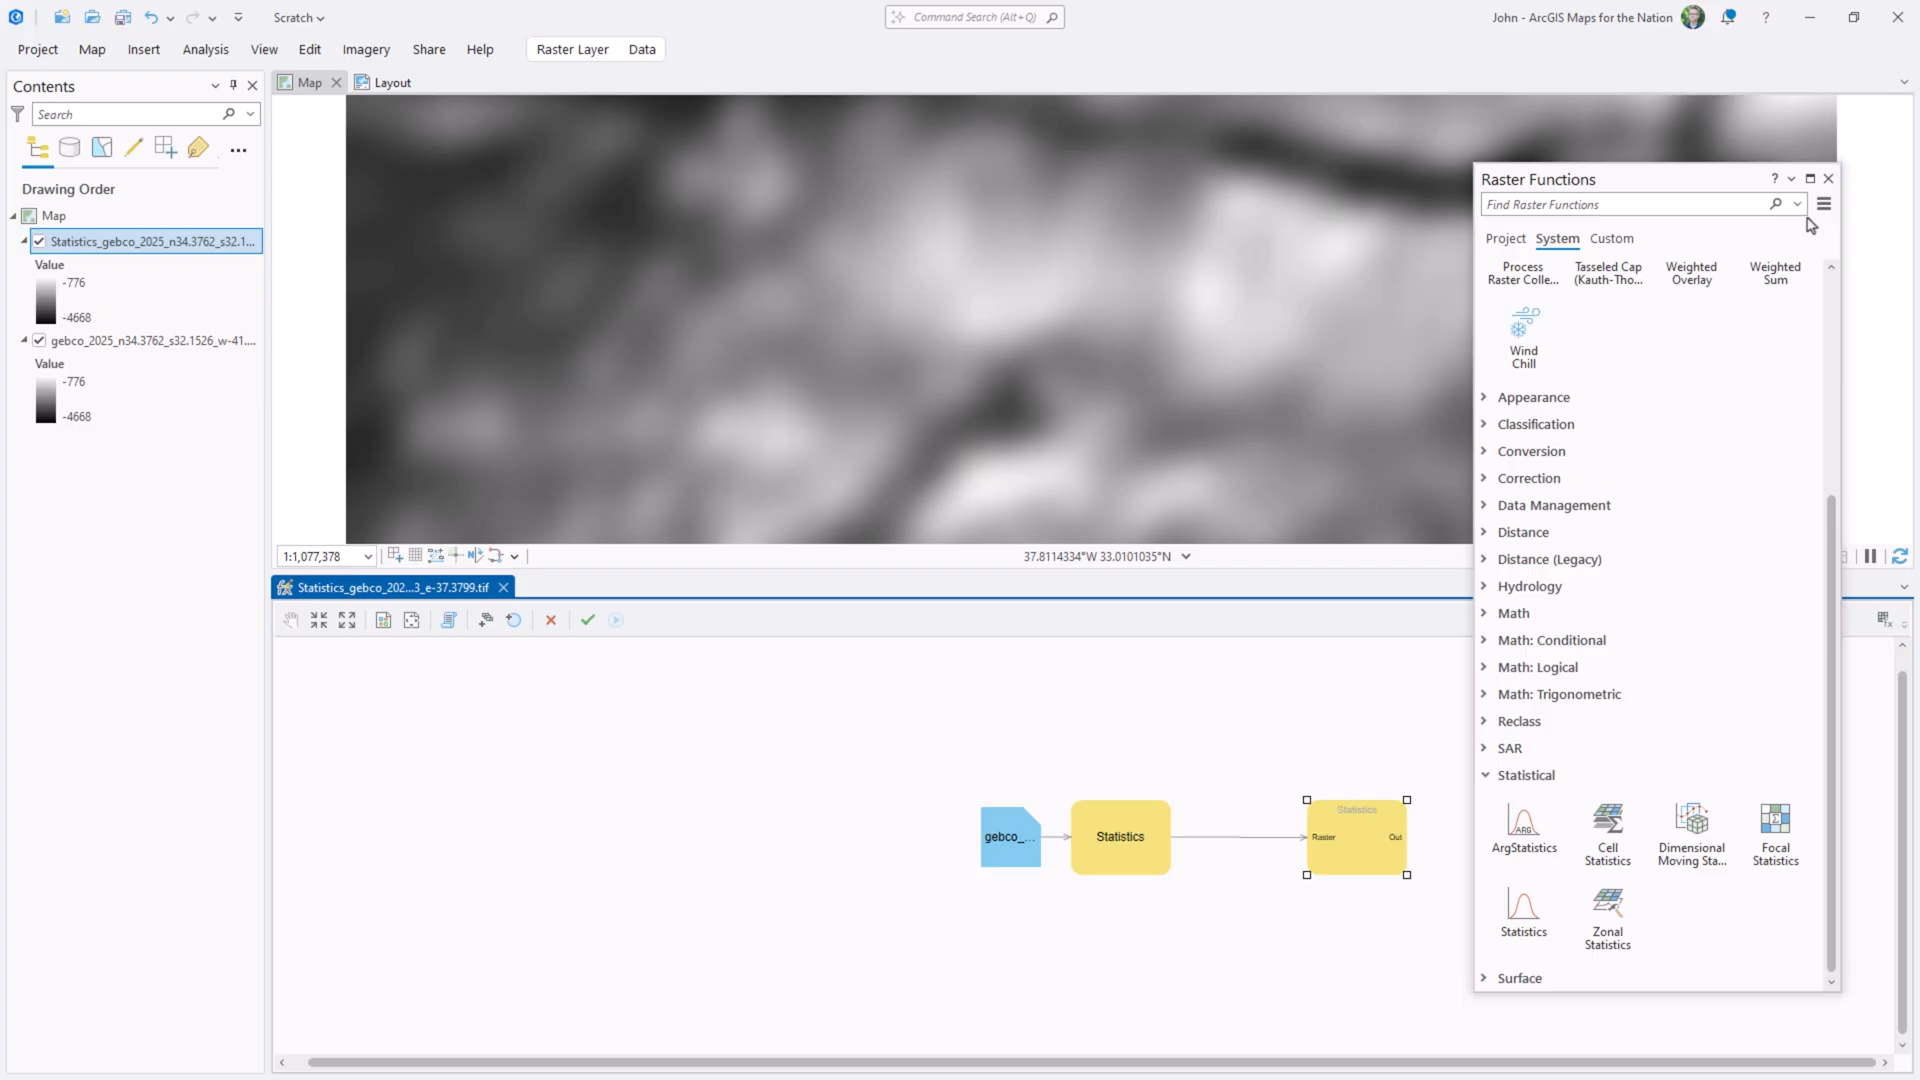 Scratch
Command Search (Alt+Q)
John - ArcGIS Maps for the Nation
?
Project
Map
Insert
Analysis
View
Edit
Imagery
Share
Help
Raster Layer
Data
Contents
Search
Drawing Order
Map
Statistics_gebco_2025_n34.3762_s32.1...
Value
-776
-4668
gebco_2025_n34.3762_s32.1526_w-41....
Value
-776
-4668
Map
Layout
1:1,077,378
37.8114334°W 33.0101035°N
Statistics_gebco_202...3_e-37.3799.tif
gebco_...
Statistics
Statistics
Raster
Out
Raster Functions
?
Find Raster Functions
Project
System
Custom
Process
Raster Colle...
Tasseled Cap
(Kauth-Tho...
Weighted
Overlay
Weighted
Sum
Wind
Chill
Appearance
Classification
Conversion
Correction
Data Management
Distance
Distance (Legacy)
Hydrology
Math
Math: Conditional
Math: Logical
Math: Trigonometric
Reclass
SAR
Statistical
ARG
ArgStatistics
Cell
Statistics
Dimensional
Moving Sta...
Focal
Statistics
Statistics
Zonal
Statistics
Surface